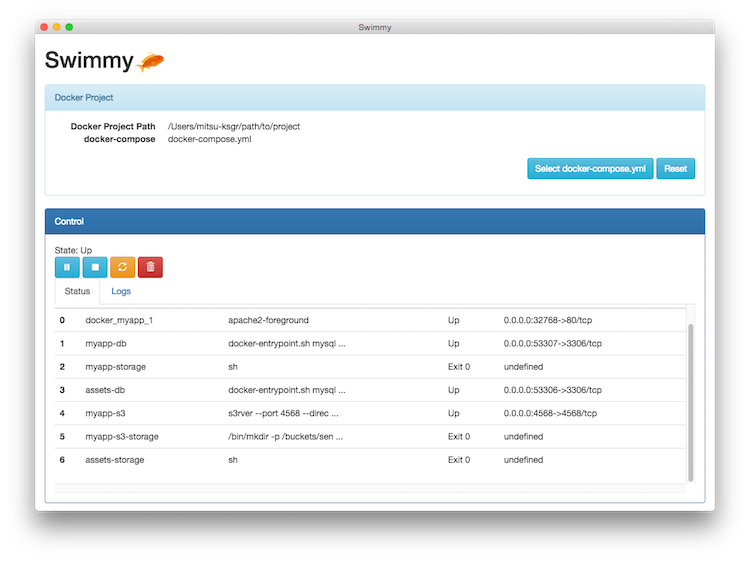 Swimmy
Swimmy
Docker Project
Docker Project Path /Users/mitsu-ksgr/path/to/project
docker-compose docker-compose.yml
Select docker-compose.yml Reset
Control
State: Up
Status Logs
0 docker_myapp_1 apache2-foreground Up 0.0.0.0:32768->80/tcp
1 myapp-db docker-entrypoint.sh mysql ... Up 0.0.0.0:53307->3306/tcp
2 myapp-storage sh Exit 0 undefined
3 assets-db docker-entrypoint.sh mysql ... Up 0.0.0.0:53306->3306/tcp
4 myapp-s3 s3rver --port 4568 --direc ... Up 0.0.0.0:4568->4568/tcp
5 myapp-s3-storage /bin/mkdir -p /buckets/sen ... Exit 0 undefined
6 assets-storage sh Exit 0 undefined